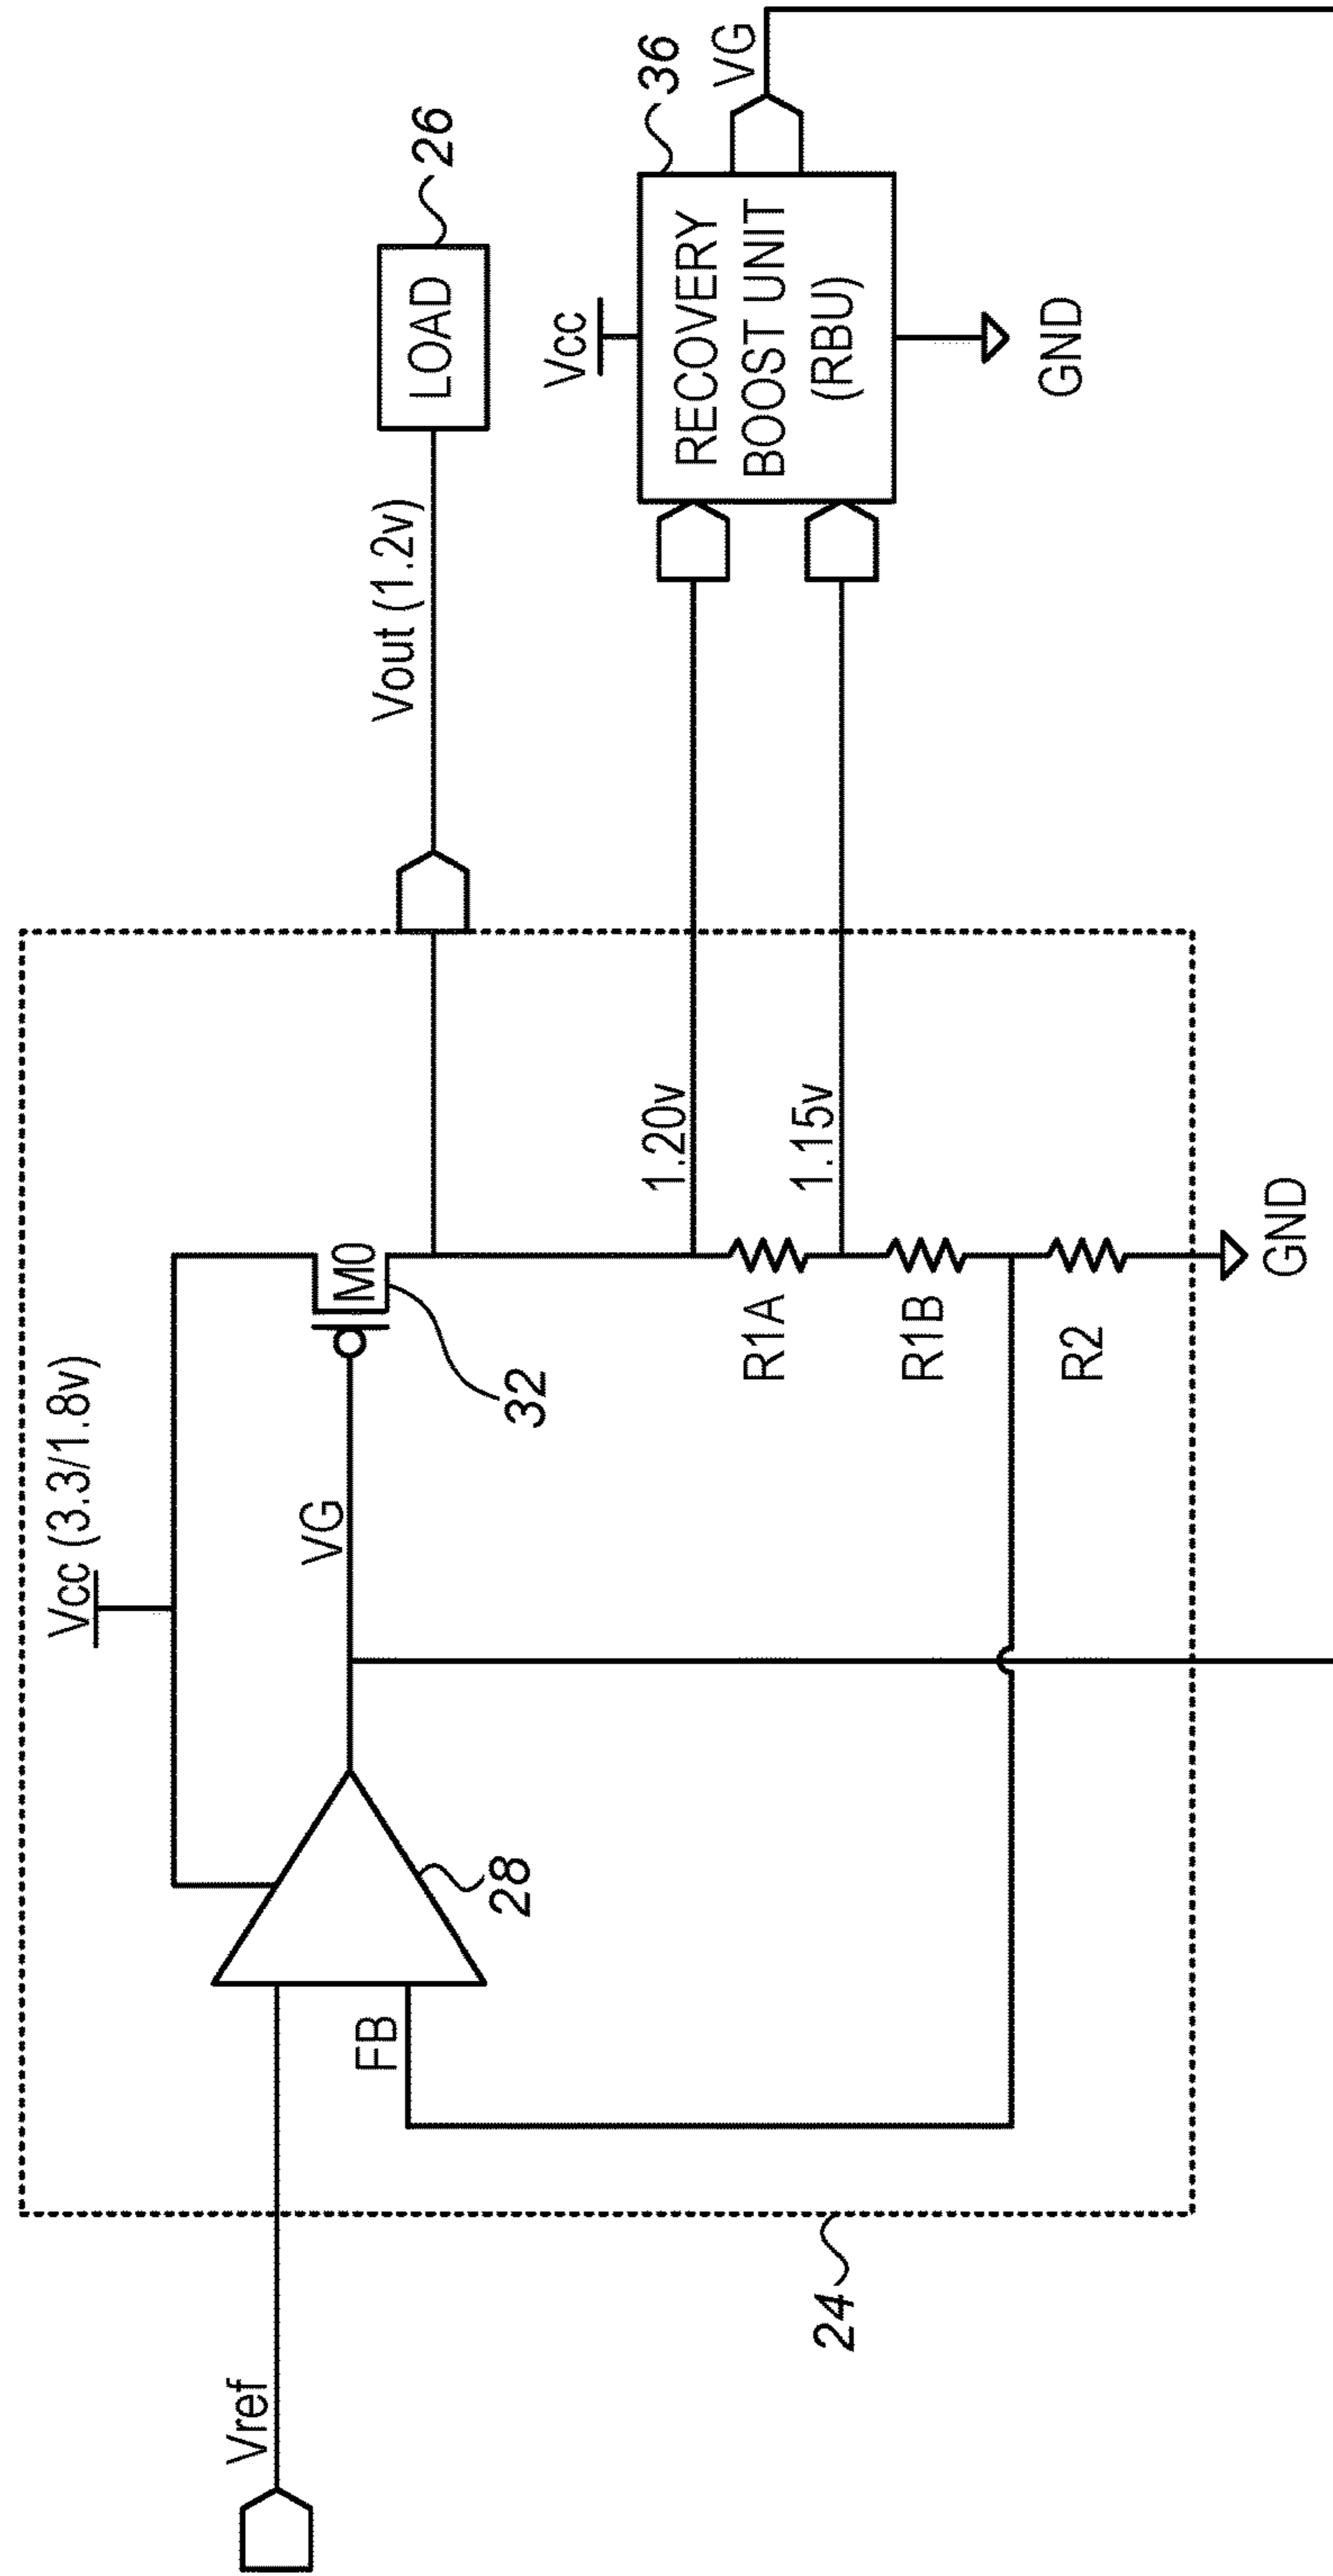 Vcc (3.3/1.8v)
Vref
FB
28
VG
M0
32
Vout (1.2v)
LOAD
26
1.20v
1.15v
R1A
R1B
R2
GND
24
Vcc
RECOVERY
BOOST UNIT
(RBU)
36
VG
GND